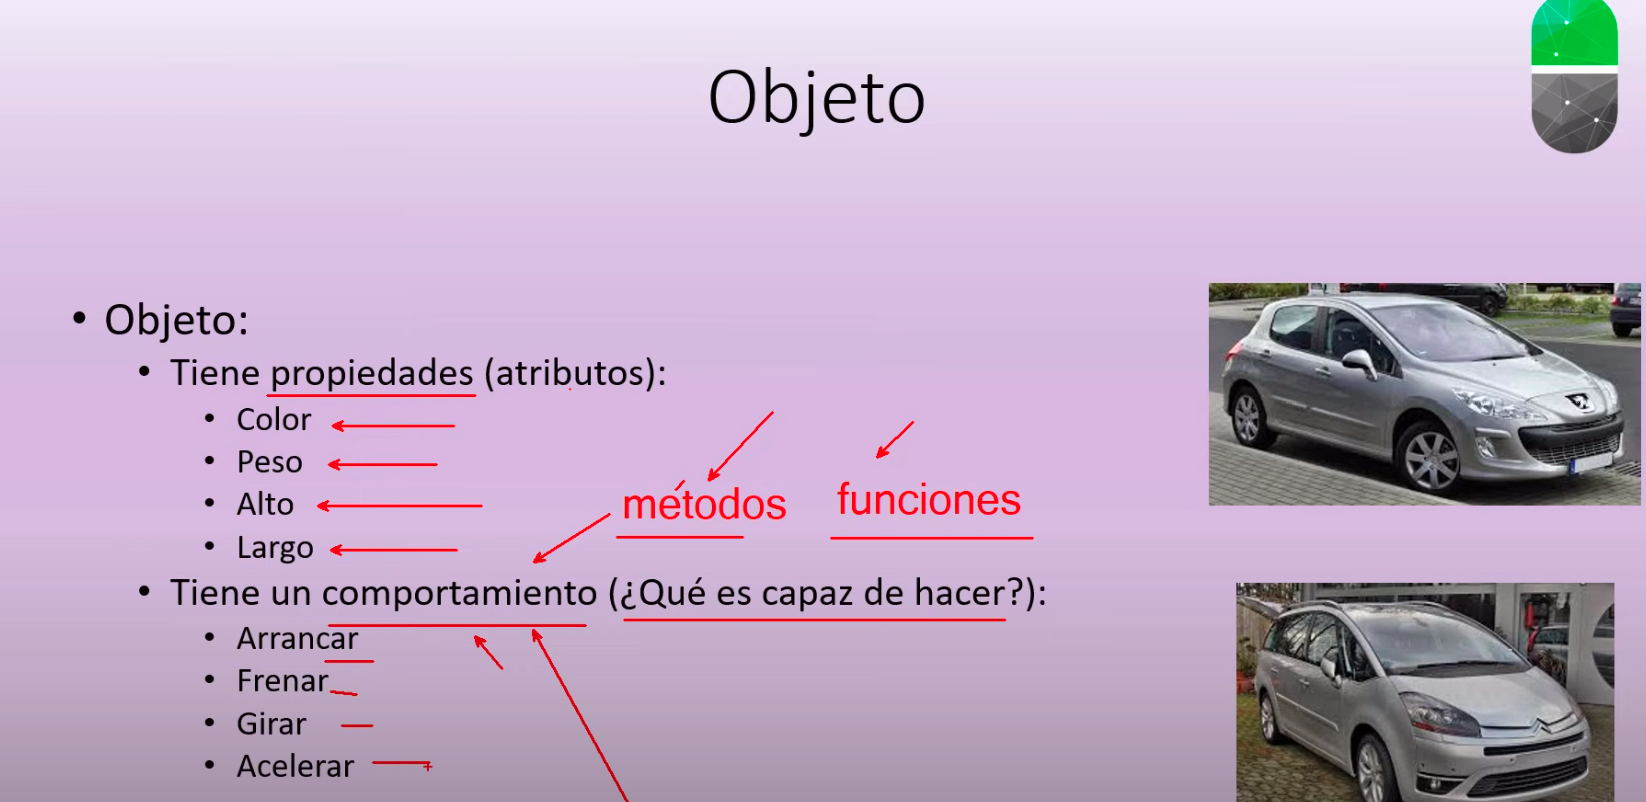 Objeto
• Objeto:
• Tiene propiedades (atributos):
• Color
• Peso
• Alto
métodos funciones
• Largo
• Tiene un comportamiento (¿Qué es capaz de hacer?):
• Arrancar
• Frenar
• Girar
• Acelerar